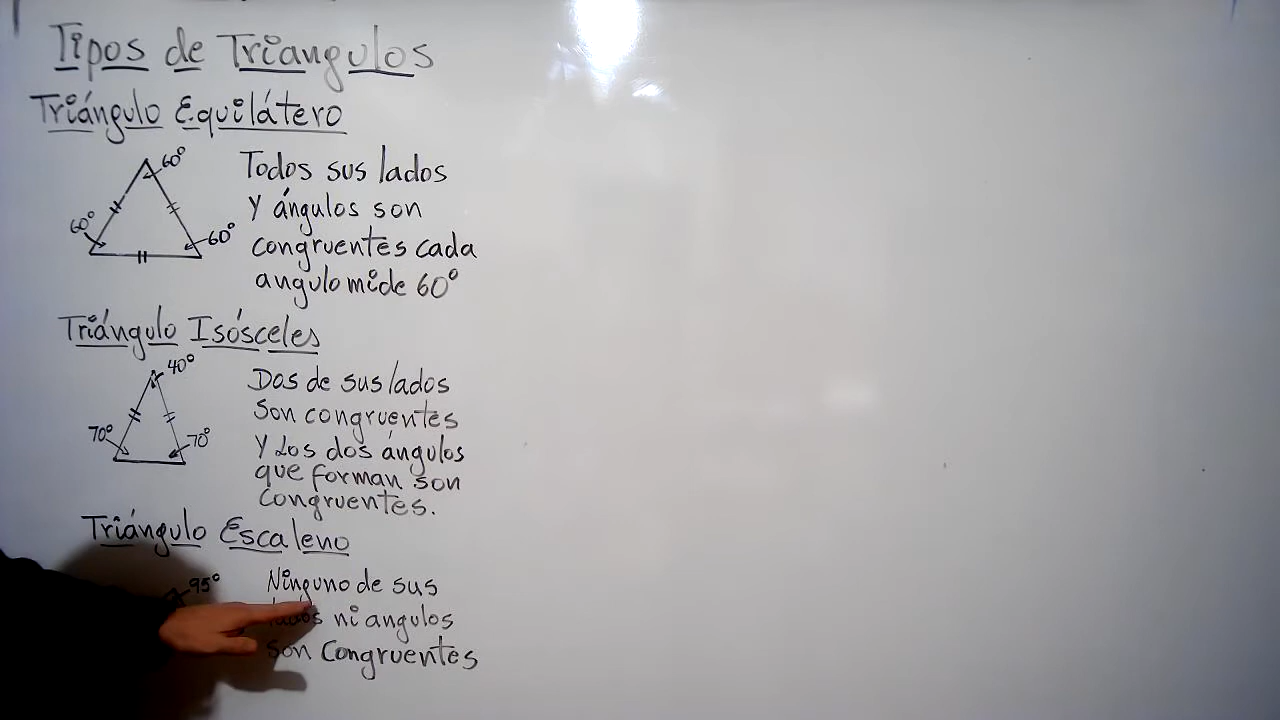 Tipos de Triangulos
Triángulo Equilátero
60°
60°
60°
Todos sus lados
Y ángulos son
congruentes cada
angulo mide 60°
Triángulo Isósceles
40°
70°
70°
Dos de sus lados
Son congruentes
Y Los dos ángulos
que forman son
congruentes.
Triángulo Escaleno
95°
Ninguno de sus
lados ni angulos
son Congruentes